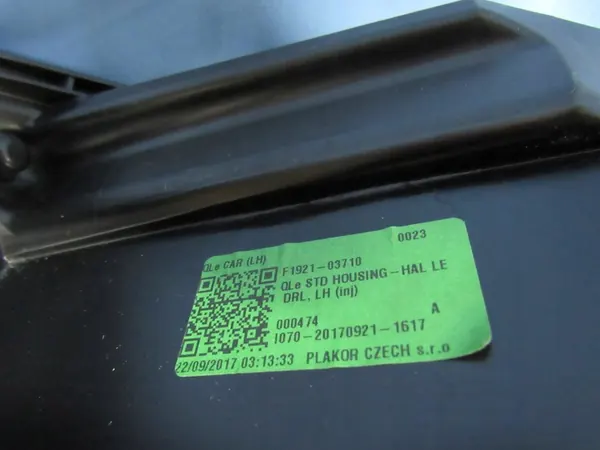 QLe CAR (LH) 0023
F1921-03710
QLe STD HOUSING-HAL LE
DRL, LH (inj)
000474 A
I070-20170921-1617
22/09/2017 03:13:33 PLAKOR CZECH s.r.o